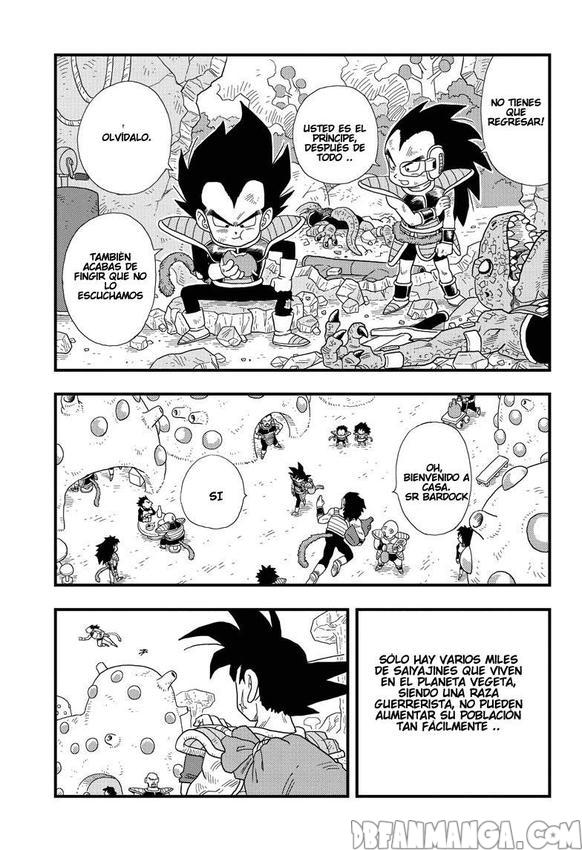 NO TIENES
QUE
REGRESAR!
USTED ES EL
PRÍNCIPE,
DESPUÉS DE
TODO ..
OLVÍDALO.
TAMBIÉN
ACABAS DE
FINGIR QUE NO
LO
ESCUCHAMOS
OH,
BIENVENIDO A
CASA.
SR BARDOCK
SI
SÓLO HAY VARIOS MILES
DE SAIYAJINES QUE VIVEN
EN EL PLANETA VEGETA,
SIENDO UNA RAZA
GUERRERISTA, NO PUEDEN
AUMENTAR SU POBLACIÓN
TAN FÁCILMENTE ..
DBFANMANGA.COM